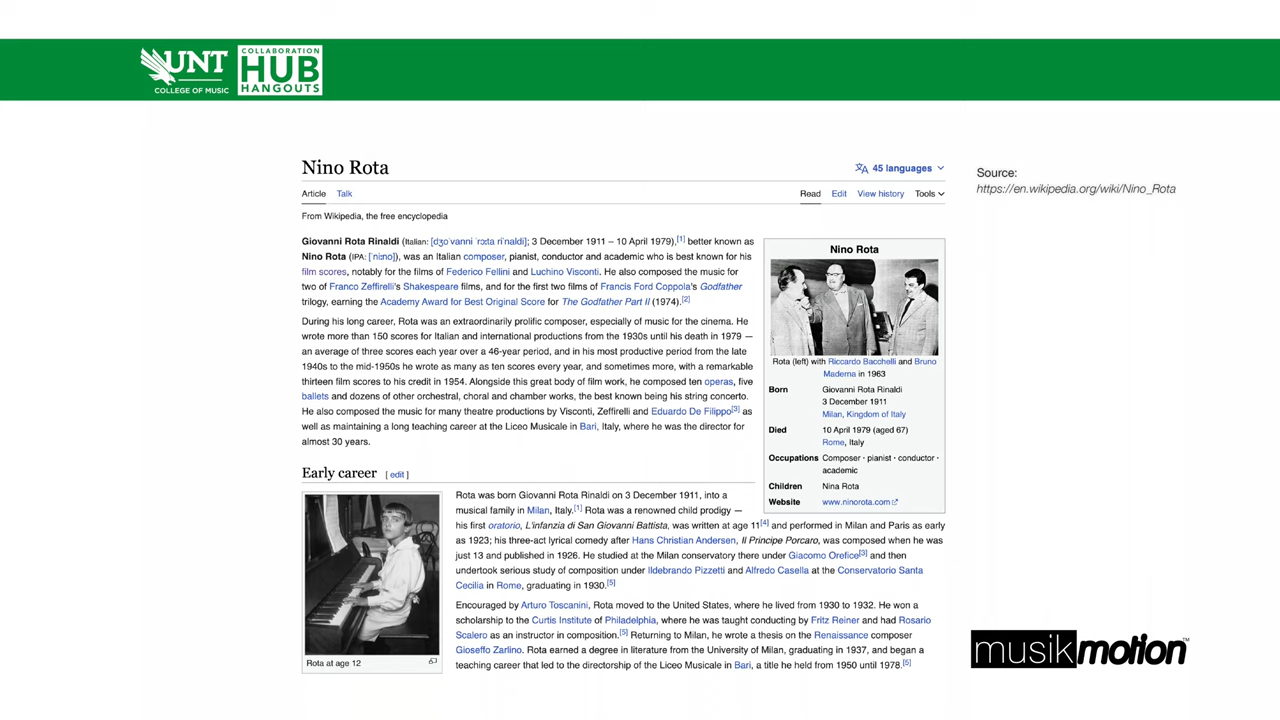 UNT
COLLEGE OF MUSIC
COLLABORATION
HUB
HANGOUTS
Nino Rota
45 languages
Source:
https://en.wikipedia.org/wiki/Nino_Rota
Article Talk
Read Edit View history Tools
From Wikipedia, the free encyclopedia
Giovanni Rota Rinaldi (Italian: [dʒoˈvanni ˈrɔːta riˈnaldi]; 3 December 1911 – 10 April 1979),[1] better known as
Nino Rota (IPA: [ˈniːno]), was an Italian composer, pianist, conductor and academic who is best known for his
film scores, notably for the films of Federico Fellini and Luchino Visconti. He also composed the music for
two of Franco Zeffirelli's Shakespeare films, and for the first two films of Francis Ford Coppola's Godfather
trilogy, earning the Academy Award for Best Original Score for The Godfather Part II (1974).[2]
During his long career, Rota was an extraordinarily prolific composer, especially of music for the cinema. He
wrote more than 150 scores for Italian and international productions from the 1930s until his death in 1979 —
an average of three scores each year over a 46-year period, and in his most productive period from the late
1940s to the mid-1950s he wrote as many as ten scores every year, and sometimes more, with a remarkable
thirteen film scores to his credit in 1954. Alongside this great body of film work, he composed ten operas, five
ballets and dozens of other orchestral, choral and chamber works, the best known being his string concerto.
He also composed the music for many theatre productions by Visconti, Zeffirelli and Eduardo De Filippo[3] as
well as maintaining a long teaching career at the Liceo Musicale in Bari, Italy, where he was the director for
almost 30 years.
Nino Rota
Rota (left) with Riccardo Bacchelli and Bruno
Maderna in 1963
Born Giovanni Rota Rinaldi
3 December 1911
Milan, Kingdom of Italy
Died 10 April 1979 (aged 67)
Rome, Italy
Occupations Composer · pianist · conductor ·
academic
Children Nina Rota
Website www.ninorota.com
Early career [ edit ]
Rota at age 12
Rota was born Giovanni Rota Rinaldi on 3 December 1911, into a
musical family in Milan, Italy.[1] Rota was a renowned child prodigy —
his first oratorio, L'infanzia di San Giovanni Battista, was written at age 11[4] and performed in Milan and Paris as early
as 1923; his three-act lyrical comedy after Hans Christian Andersen, Il Principe Porcaro, was composed when he was
just 13 and published in 1926. He studied at the Milan conservatory there under Giacomo Orefice[3] and then
undertook serious study of composition under Ildebrando Pizzetti and Alfredo Casella at the Conservatorio Santa
Cecilia in Rome, graduating in 1930.[5]
Encouraged by Arturo Toscanini, Rota moved to the United States, where he lived from 1930 to 1932. He won a
scholarship to the Curtis Institute of Philadelphia, where he was taught conducting by Fritz Reiner and had Rosario
Scalero as an instructor in composition.[5] Returning to Milan, he wrote a thesis on the Renaissance composer
Gioseffo Zarlino. Rota earned a degree in literature from the University of Milan, graduating in 1937, and began a
teaching career that led to the directorship of the Liceo Musicale in Bari, a title he held from 1950 until 1978.[5]
musikmotion™